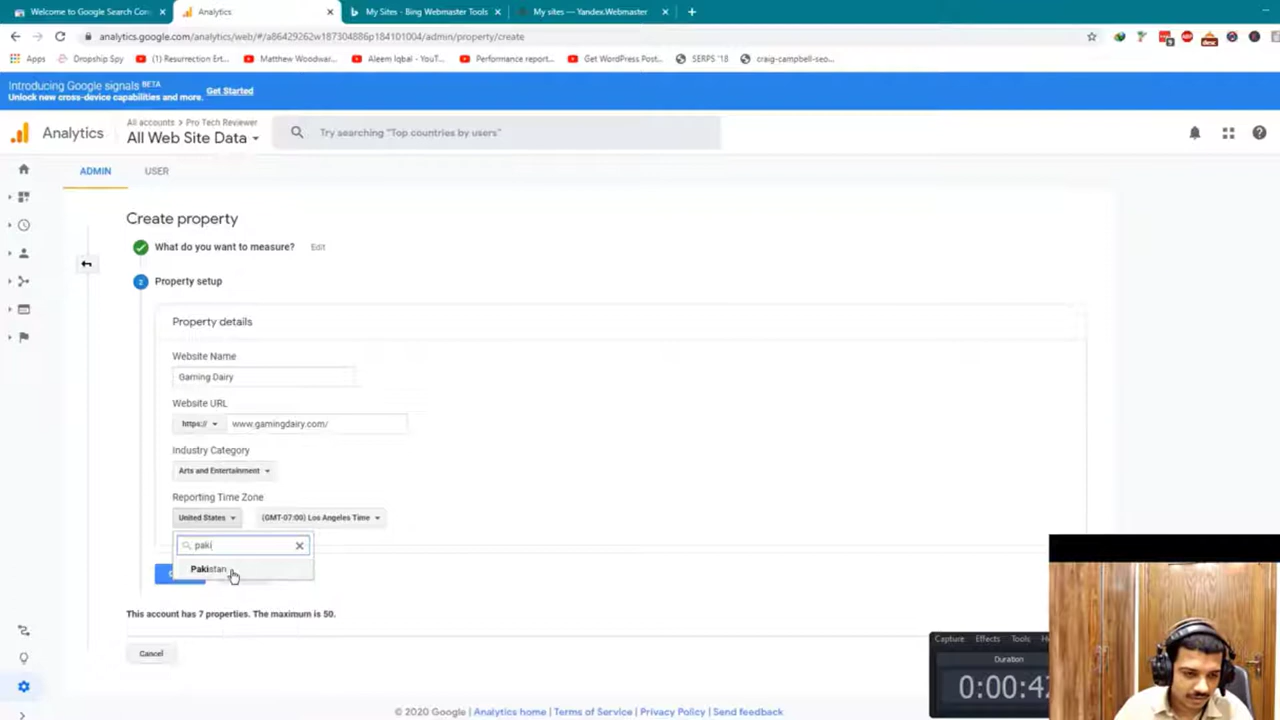 Welcome to Google Search Con
Analytics
My Sites - Bing Webmaster Tools
My sites — Yandex.Webmaster
analytics.google.com/analytics/web/#/a86429262w187304886p184101004/admin/property/create
Apps
Dropship Spy
(1) Resurrection Ert...
Matthew Woodwar...
Aleem Iqbal - YouT...
Performance report...
Get WordPress Post...
SERPS '18
craig-campbell-seo...
Introducing Google signals BETA
Unlock new cross-device capabilities and more. Get Started
Analytics
All accounts > Pro Tech Reviewer
All Web Site Data
Try searching "Top countries by users"
ADMIN
USER
Create property
What do you want to measure? Edit
2 Property setup
Property details
Website Name
Gaming Dairy
Website URL
https:// www.gamingdairy.com/
Industry Category
Arts and Entertainment
Reporting Time Zone
United States (GMT-07:00) Los Angeles Time
paki
Pakistan
This account has 7 properties. The maximum is 50.
Cancel
Capture Effects Tools
Duration
© 2020 Google | Analytics home | Terms of Service | Privacy Policy | Send feedback